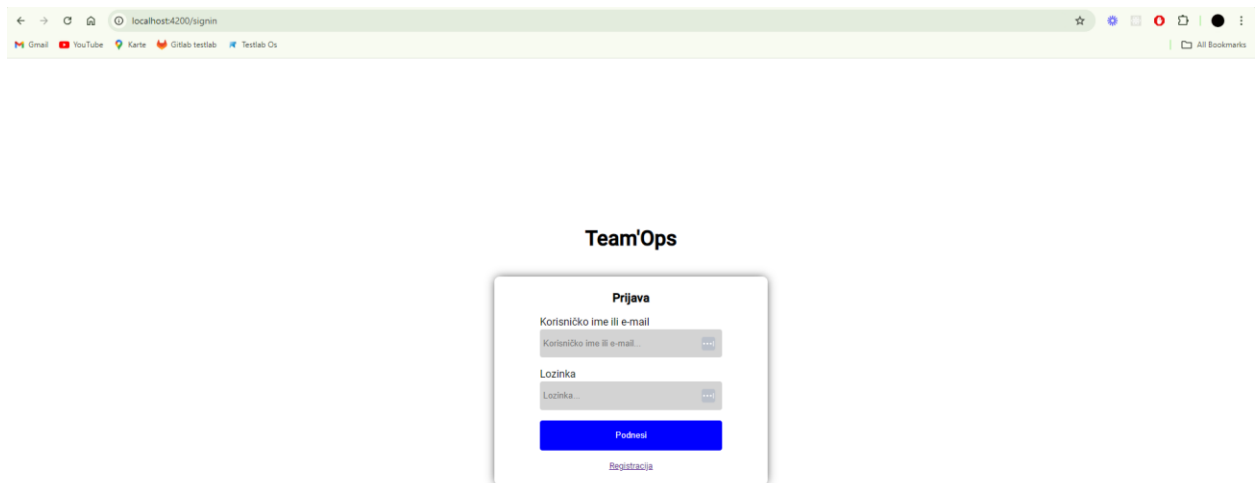 localhost:4200/signin
Gmail YouTube Karte Gitlab testlab Testlab Os All Bookmarks
Team'Ops
Prijava
Korisničko ime ili e-mail
Korisničko ime ili e-mail...
Lozinka
Lozinka...
Podnesi
Registracija